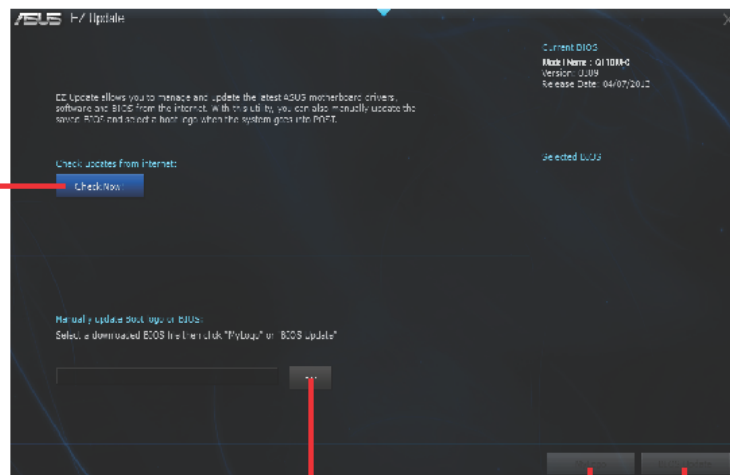 ASUS EZ Update
Current BIOS
Model Name :
Version: 0309
Release Date: 04/07/2013
EZ Update allows you to manage and update the latest ASUS motherboard drivers,
software and BIOS from the internet. With this utility, you can also manually update the
saved BIOS and select a boot logo when the system goes into POST.
Check updates from internet:
Selected BIOS
Check Now!
Manually update Boot logo or BIOS:
Select a downloaded BIOS file then click "MyLogo" or "BIOS Update"
...